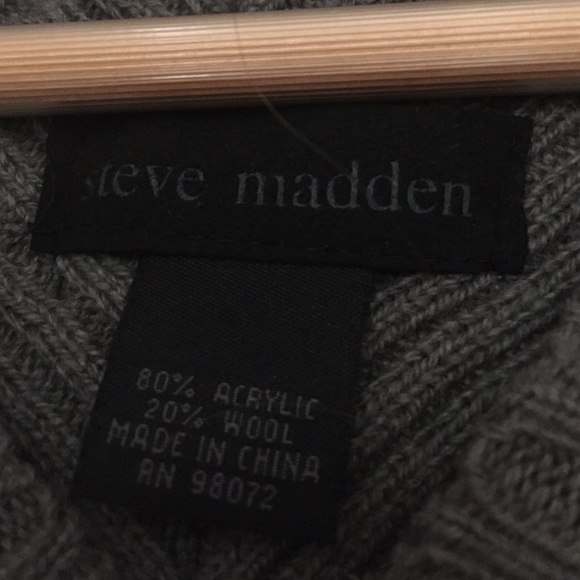 steve madden
80% ACRYLIC
20% WOOL
MADE IN CHINA
RN 98072